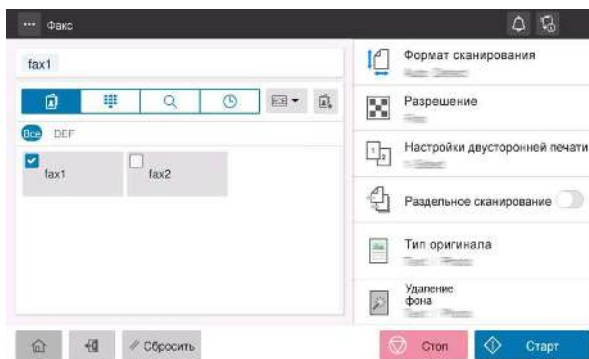 Факс
fax1
Все DEF
fax1
fax2
Формат сканирования
Разрешение
Настройки двусторонней печати
Раздельное сканирование
Тип оригинала
Удаление
фона
Сбросить
Стоп
Старт